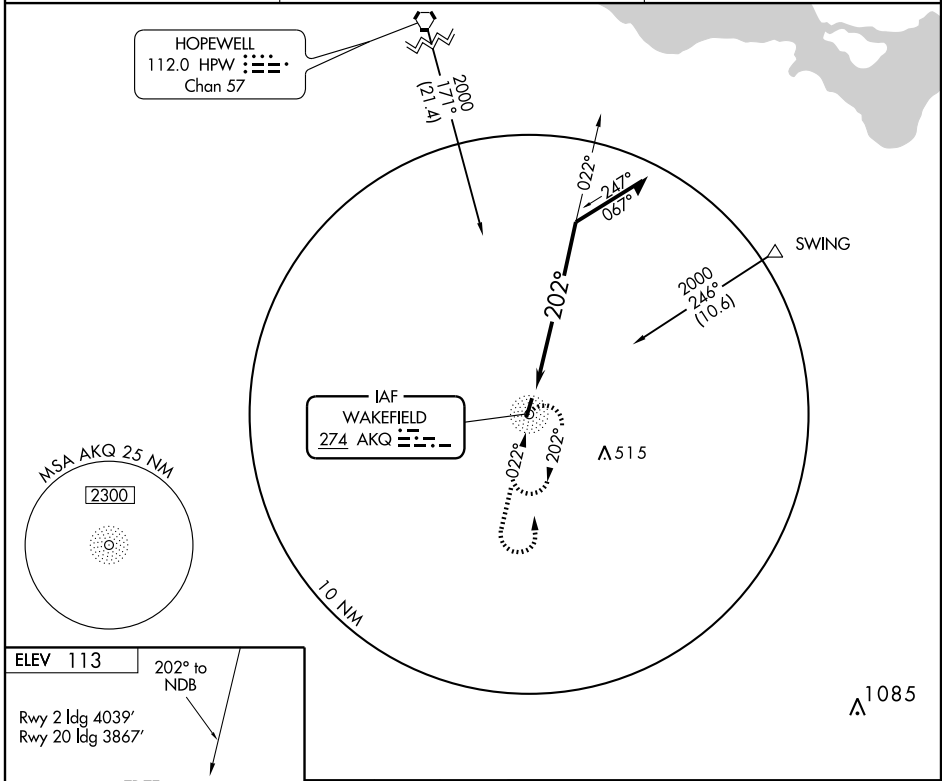 HOPEWELL
112.0 HPW
Chan 57
2000
171°
(21.4)
022°
247°
067°
SWING
2000
246°
(10.6)
202°
IAF
WAKEFIELD
274 AKQ
022°
202°
515
MSA AKQ 25 NM
2300
10 NM
1085
ELEV 113
202° to
NDB
Rwy 2 ldg 4039'
Rwy 20 ldg 3867'